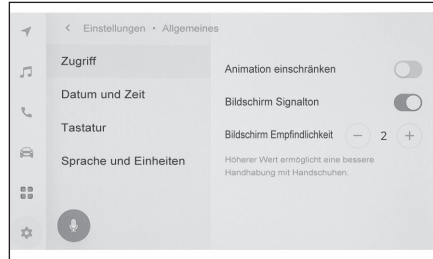 Einstellungen • Allgemeines
Zugriff
Datum und Zeit
Tastatur
Sprache und Einheiten
Animation einschränken
Bildschirm Signalton
Bildschirm Empfindlichkeit – 2 +
Höherer Wert ermöglicht eine bessere
Handhabung mit Handschuhen.